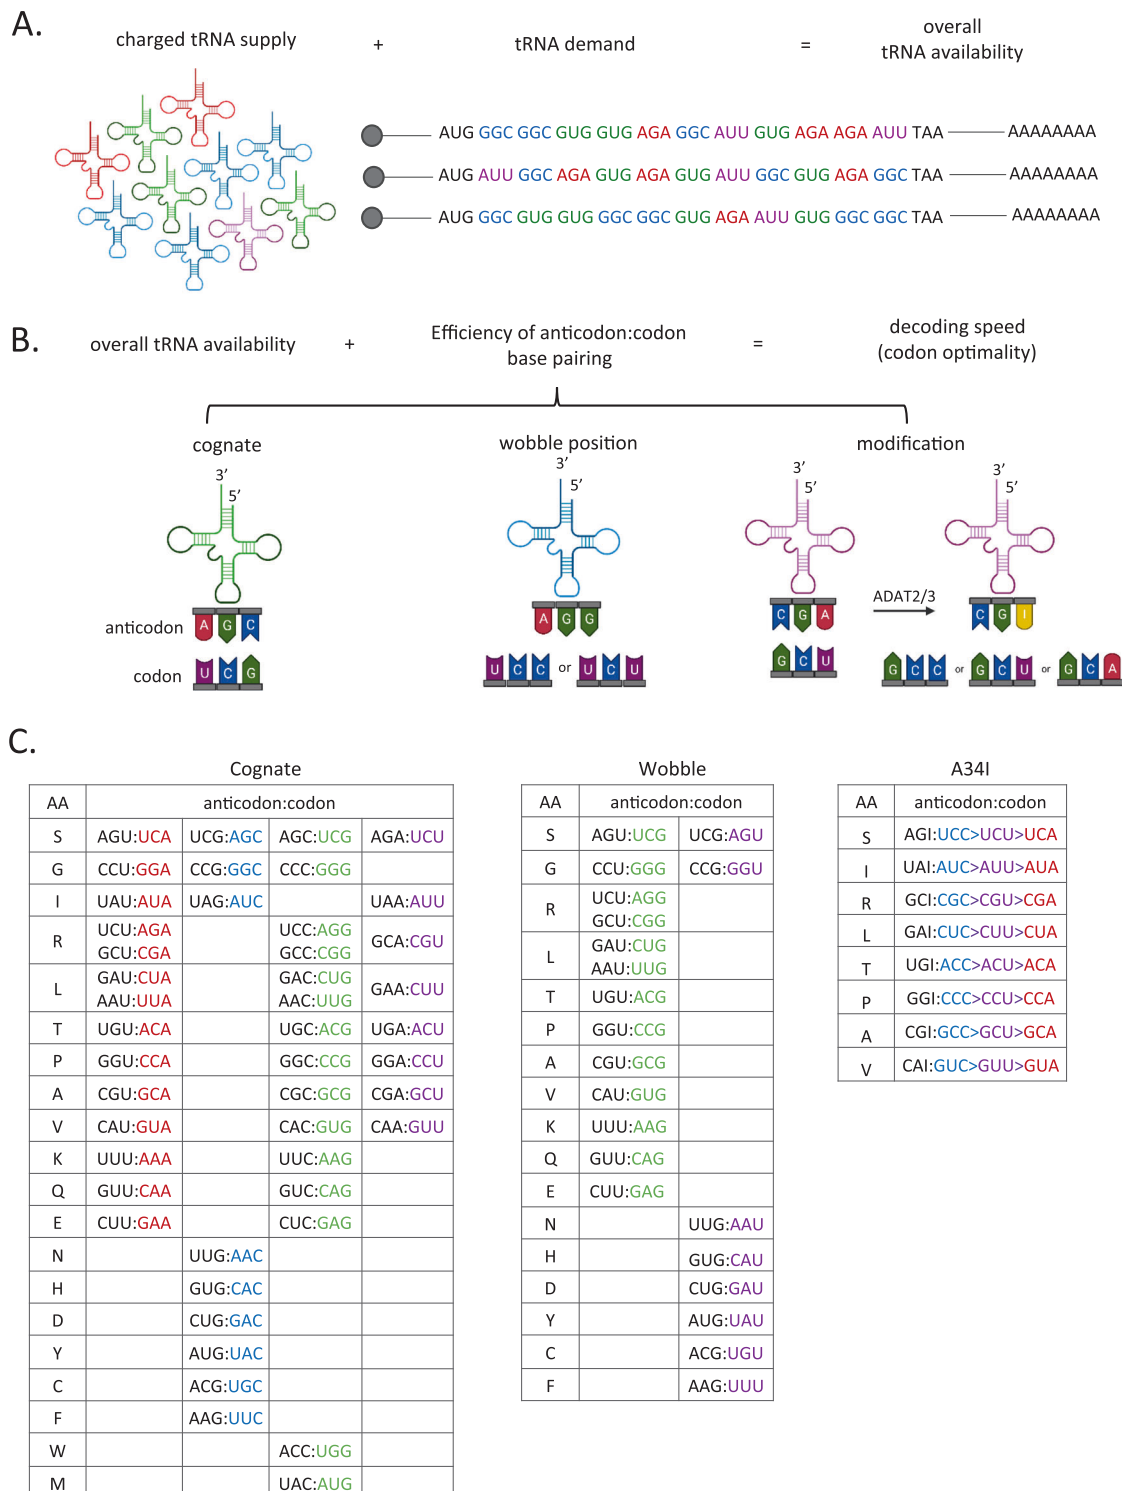 A.
charged tRNA supply + tRNA demand = overall tRNA availability
AUG GGC GGC GUG GUG AGA GGC AUU GUG AGA AGA AUU UAA AAAAAAAA
AUG AUU GGC AGA GUG AGA GUG AUU GGC GUG AGA GGC UAA AAAAAAAA
AUG GGC GUG GUG GGC GGC GUG AGA AUU GUG GGC GGC UAA AAAAAAAA
B.
overall tRNA availability + Efficiency of anticodon:codon base pairing = decoding speed (codon optimality)
cognate wobble position modification
3' 3' 3' 3'
5' 5' 5' 5'
ADAT2/3
anticodon A G C A G G C G A C G I
codon U C G U C C or U C U G C U G C C or G C U or G C A
C.
Cognate
AA anticodon:codon
S AGU:UCA UCG:AGC AGC:UCG AGA:UCU
G CCU:GGA CCG:GGC CCC:GGG
I UAU:AUA UAG:AUC UAA:AUU
R UCU:AGA UCC:AGG GCA:CGU
GCU:CGA GCC:CGG
L GAU:CUA GAC:CUG GAA:CUU
AAU:UUA AAC:UUG
T UGU:ACA UGC:ACG UGA:ACU
P GGU:CCA GGC:CCG GGA:CCU
A CGU:GCA CGC:GCG CGA:GCU
V CAU:GUA CAC:GUG CAA:GUU
K UUU:AAA UUC:AAG
Q GUU:CAA GUC:CAG
E CUU:GAA CUC:GAG
N UUG:AAC
H GUG:CAC
D CUG:GAC
Y AUG:UAC
C ACG:UGC
F AAG:UUC
W ACC:UGG
M UAC:AUG
Wobble
AA anticodon:codon
S AGU:UCG UCG:AGU
G CCU:GGG CCG:GGU
R UCU:AGG
GCU:CGG
L GAU:CUG
AAU:UUG
T UGU:ACG
P GGU:CCG
A CGU:GCG
V CAU:GUG
K UUU:AAG
Q GUU:CAG
E CUU:GAG
N UUG:AAU
H GUG:CAU
D CUG:GAU
Y AUG:UAU
C ACG:UGU
F AAG:UUU
A34I
AA anticodon:codon
S AGI:UCC>UCU>UCA
I UAI:AUC>AUU>AUA
R GCI:CGC>CGU>CGA
L GAI:CUC>CUU>CUA
T UGI:ACC>ACU>ACA
P GGI:CCC>CCU>CCA
A CGI:GCC>GCU>GCA
V CAI:GUC>GUU>GUA